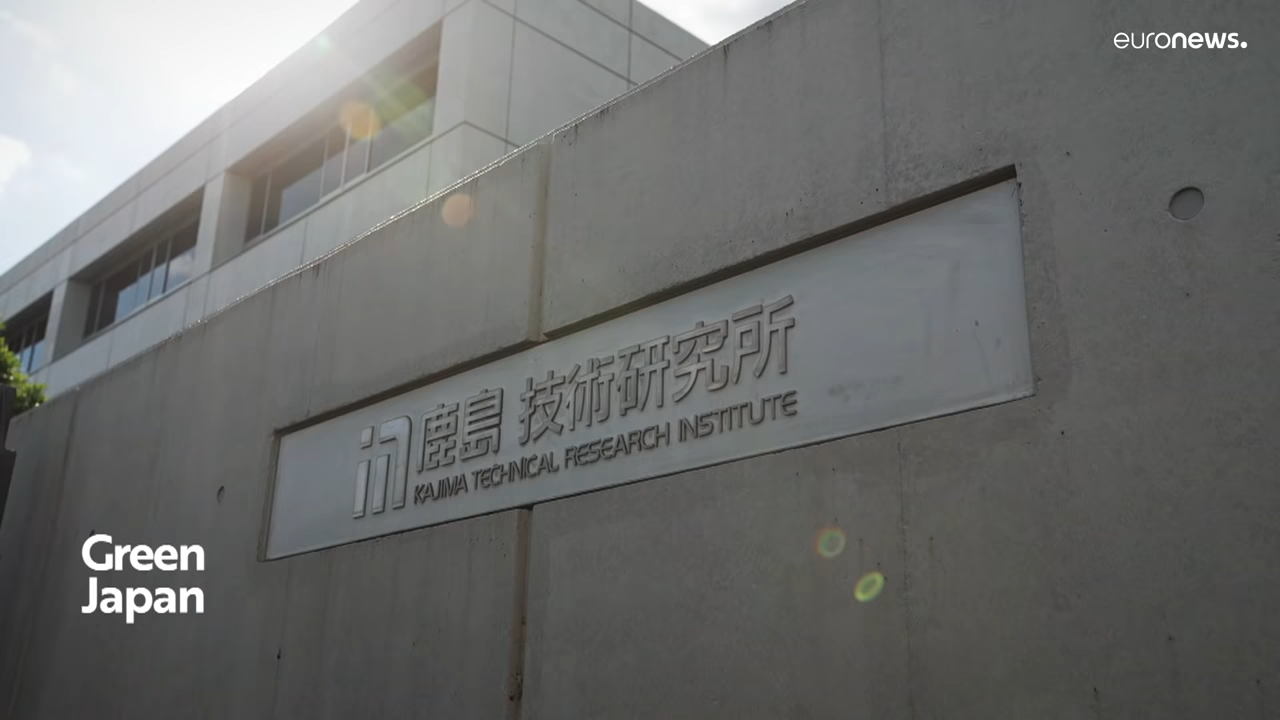 euronews.
鹿島 技術研究所
KAJIMA TECHNICAL RESEARCH INSTITUTE
Green
Japan